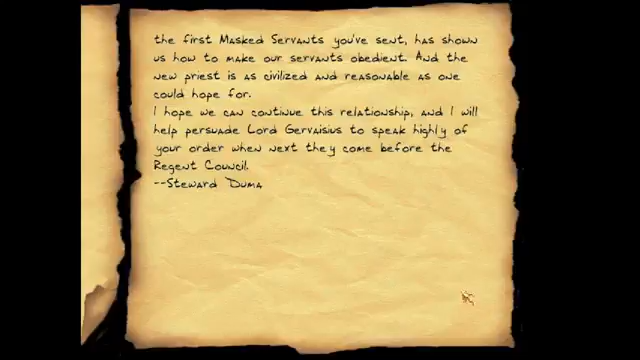 the first Masked Servants you've sent, has shown
us how to make our servants obedient. And the
new priest is as civilized and reasonable as one
could hope for.
I hope we can continue this relationship, and I will
help persuade Lord Gervaisius to speak highly of
your order when next they come before the
Regent Council.
--Steward Duma